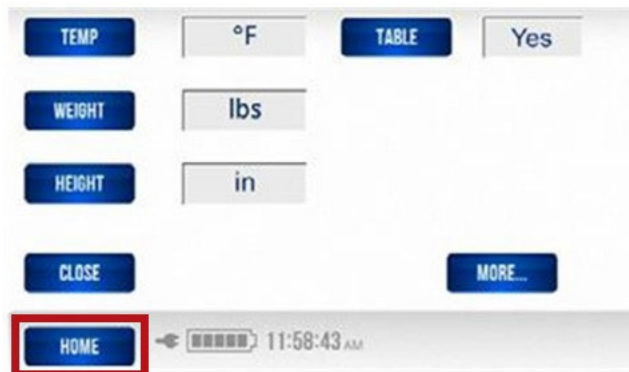 TEMP °F TABLE Yes
WEIGHT lbs
HEIGHT in
CLOSE MORE...
HOME 11:58:43 AM